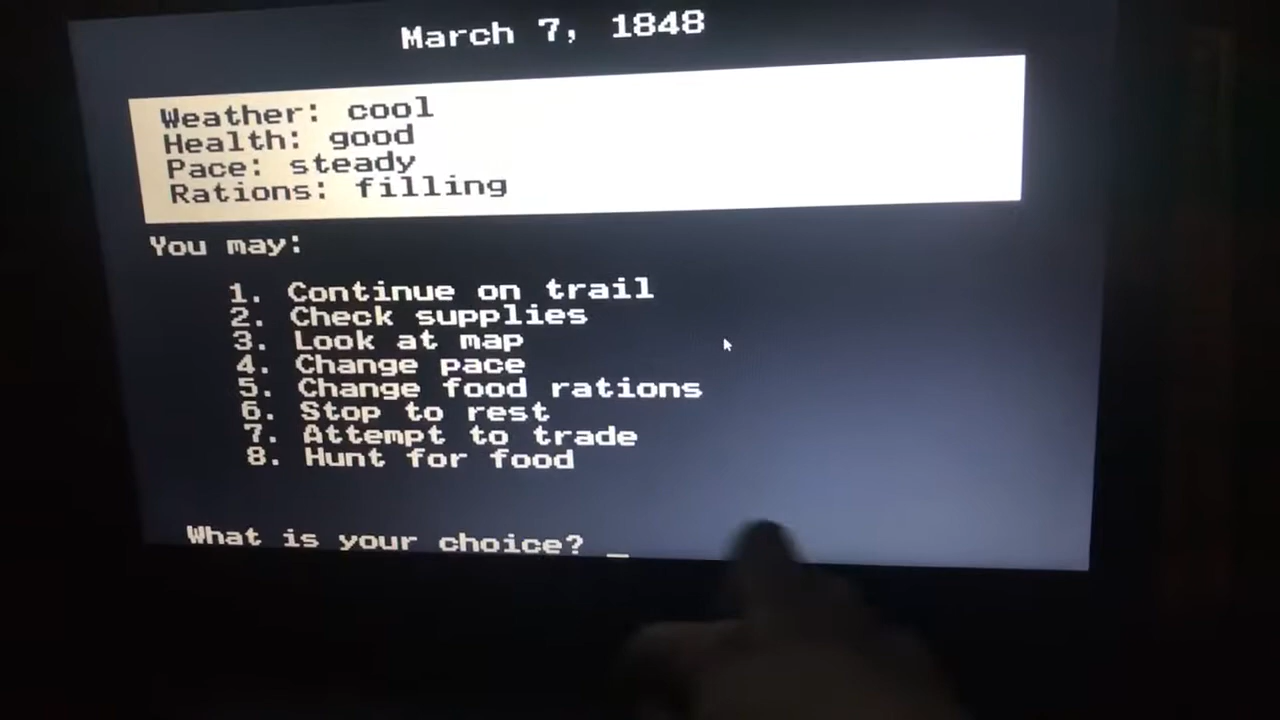 March 7, 1848
Weather: cool
Health: good
Pace: steady
Rations: filling
You may:
1. Continue on trail
2. Check supplies
3. Look at map
4. Change pace
5. Change food rations
6. Stop to rest
7. Attempt to trade
8. Hunt for food
What is your choice? _